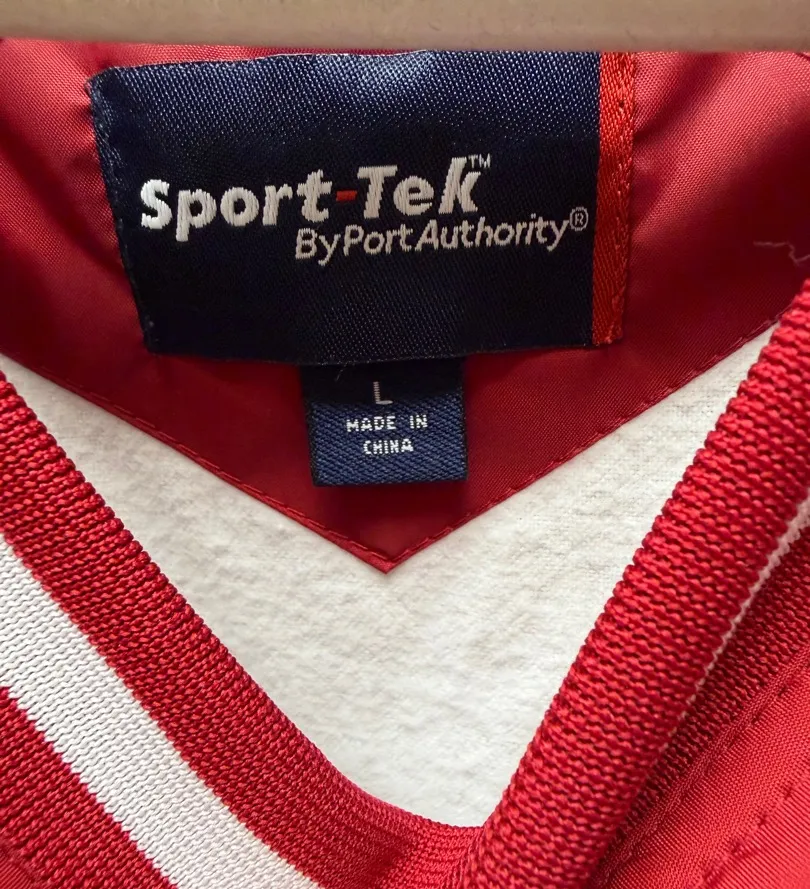 Sport-Tek™
By Port Authority®
L
MADE IN
CHINA